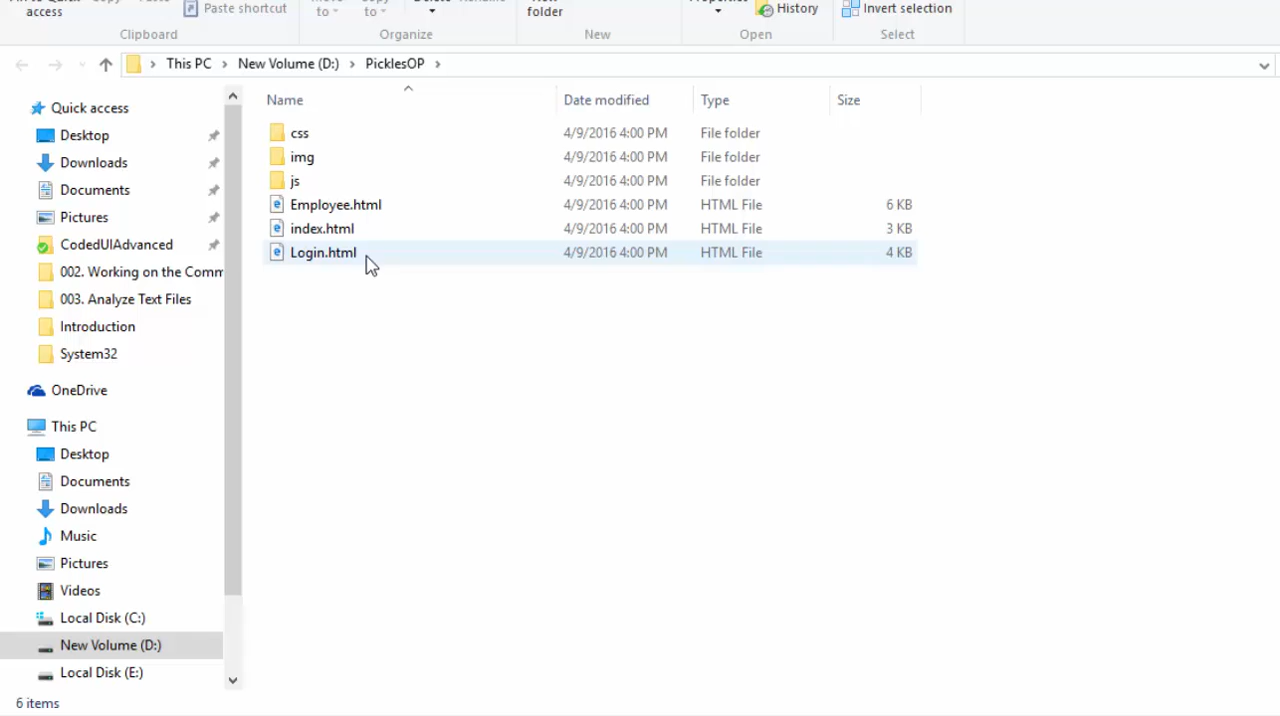 access
Paste shortcut
to
to
folder
History
Invert selection
Clipboard
Organize
New
Open
Select
This PC > New Volume (D:) > PicklesOP >
Name
Date modified
Type
Size
Quick access
Desktop
Downloads
Documents
Pictures
CodedUIAdvanced
002. Working on the Comm
003. Analyze Text Files
Introduction
System32
OneDrive
This PC
Desktop
Documents
Downloads
Music
Pictures
Videos
Local Disk (C:)
New Volume (D:)
Local Disk (E:)
css 4/9/2016 4:00 PM File folder
img 4/9/2016 4:00 PM File folder
js 4/9/2016 4:00 PM File folder
Employee.html 4/9/2016 4:00 PM HTML File 6 KB
index.html 4/9/2016 4:00 PM HTML File 3 KB
Login.html 4/9/2016 4:00 PM HTML File 4 KB
6 items